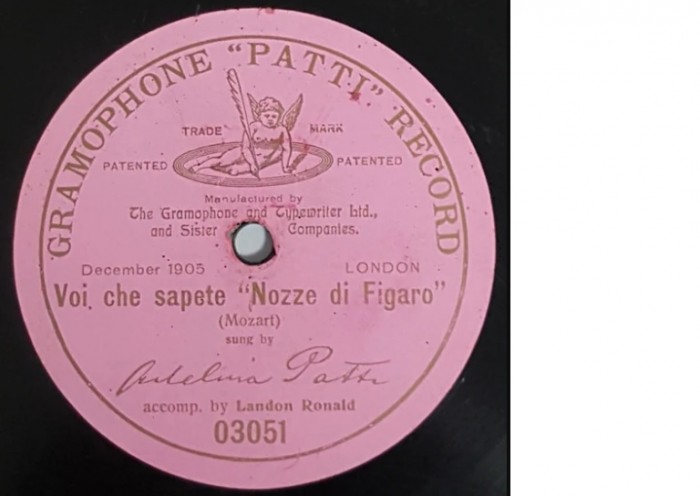 GRAMOPHONE "PATTI" RECORD
TRADE MARK
PATENTED PATENTED
Manufactured by
The Gramophone and Typewriter Ltd.,
and Sister Companies.
December 1905 LONDON
Voi che sapete "Nozze di Figaro"
(Mozart)
sung by
Adelina Patti
accomp. by Landon Ronald
03051